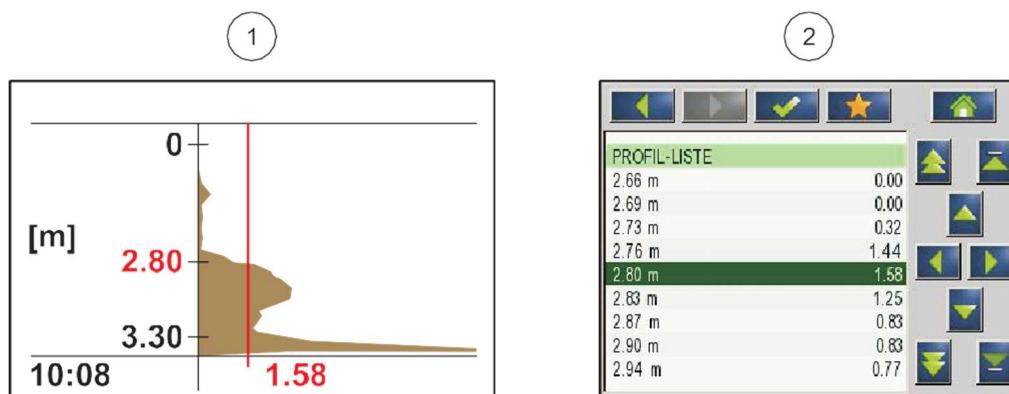 1
0
[m]
2.80
3.30
10:08 1.58
2
PROFIL-LISTE
2.66 m 0.00
2.69 m 0.00
2.73 m 0.32
2.76 m 1.44
2.80 m 1.58
2.83 m 1.25
2.87 m 0.83
2.90 m 0.83
2.94 m 0.77